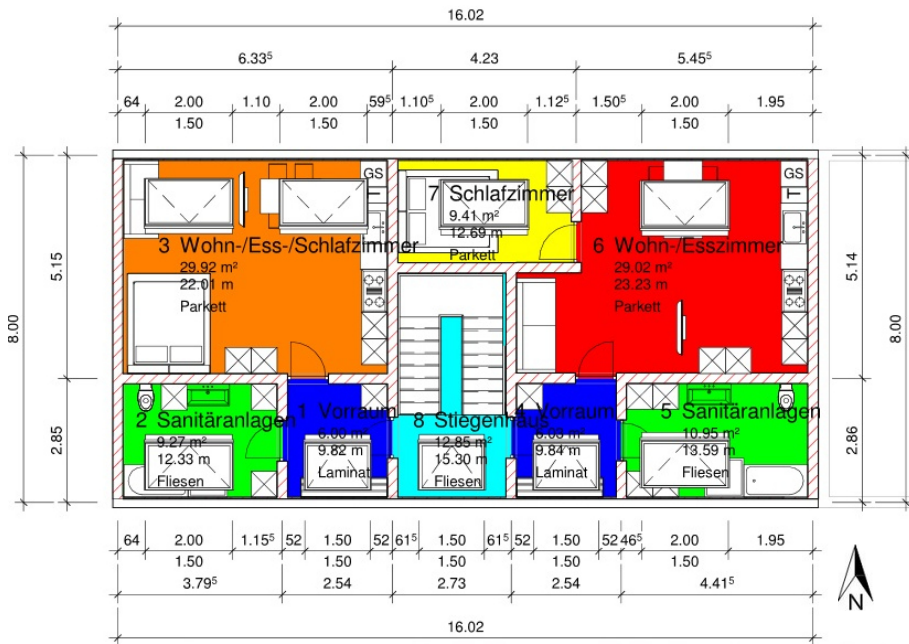 16.02
6.33⁵ 4.23 5.45⁵
64 2.00 1.10 2.00 59⁵ 1.10⁵ 2.00 1.12⁵ 1.50⁵ 2.00 1.95
1.50 1.50 1.50 1.50
8.00
5.15
2.85
GS
GS
7 Schlafzimmer
9.41 m²
12.69 m
Parkett
3 Wohn-/Ess-/Schlafzimmer
29.92 m²
22.01 m
Parkett
6 Wohn-/Esszimmer
29.02 m²
23.23 m
Parkett
5.14
2.86
8.00
2 Sanitäranlagen
9.27 m²
12.33 m
Fliesen
1 Vorraum
6.00 m²
9.82 m
Laminat
8 Stiegenhaus
12.85 m²
15.30 m
Fliesen
4 Vorraum
6.03 m²
9.84 m
Laminat
5 Sanitäranlagen
10.95 m²
13.59 m
Fliesen
64 2.00 1.15⁵ 52 1.50 52 61⁵ 1.50 61⁵ 52 1.50 52 46⁵ 2.00 1.95
1.50 1.50 1.50 1.50 1.50
3.79⁵ 2.54 2.73 2.54 4.41⁵
16.02
N